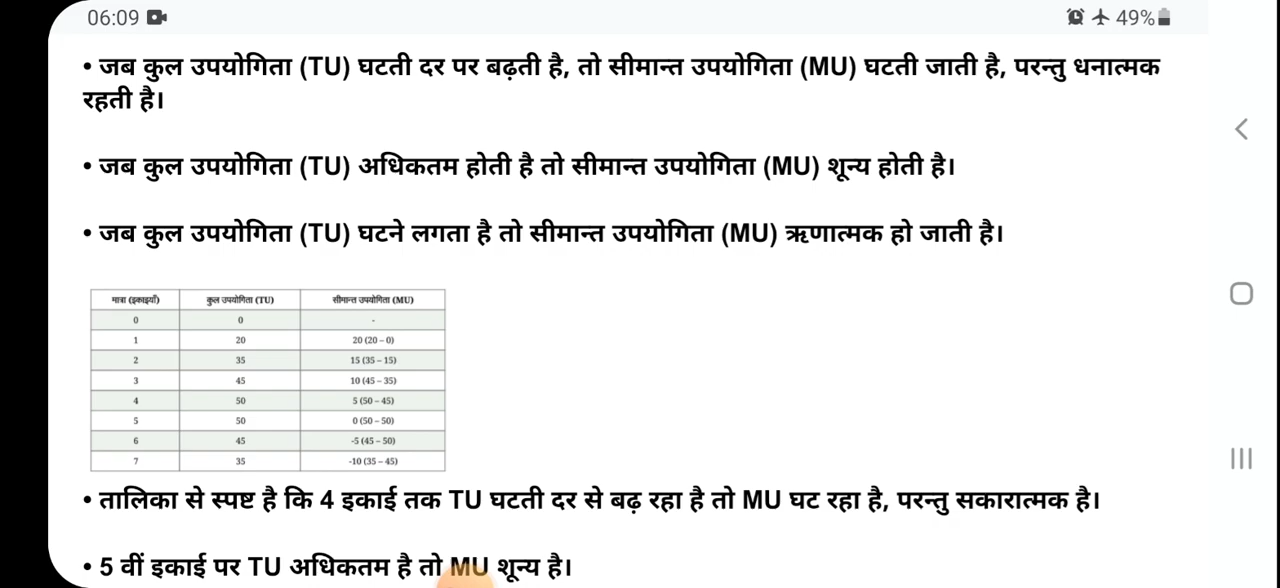 06:09
49%
• जब कुल उपयोगिता (TU) घटती दर पर बढ़ती है, तो सीमान्त उपयोगिता (MU) घटती जाती है, परन्तु धनात्मक
रहती है।
• जब कुल उपयोगिता (TU) अधिकतम होती है तो सीमान्त उपयोगिता (MU) शून्य होती है।
• जब कुल उपयोगिता (TU) घटने लगता है तो सीमान्त उपयोगिता (MU) ऋणात्मक हो जाती है।
मात्रा (इकाइयाँ) कुल उपयोगिता (TU) सीमान्त उपयोगिता (MU)
0 0 -
1 20 20 (20 – 0)
2 35 15 (35 – 15)
3 45 10 (45 – 35)
4 50 5 (50 – 45)
5 50 0 (50 – 50)
6 45 -5 (45 – 50)
7 35 -10 (35 – 45)
• तालिका से स्पष्ट है कि 4 इकाई तक TU घटती दर से बढ़ रहा है तो MU घट रहा है, परन्तु सकारात्मक है।
• 5 वीं इकाई पर TU अधिकतम है तो MU शून्य है।